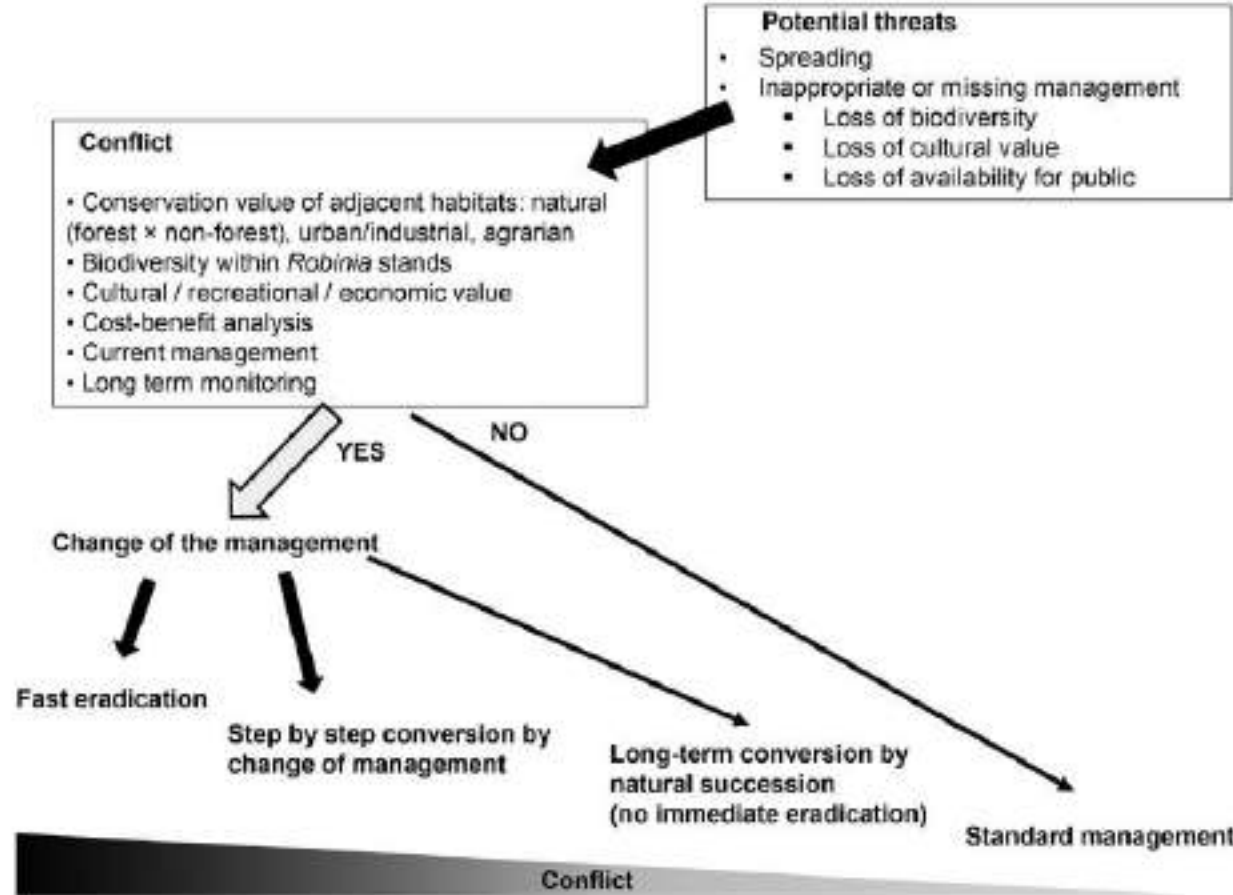 Potential threats
• Spreading
• Inappropriate or missing management
▪ Loss of biodiversity
▪ Loss of cultural value
▪ Loss of availability for public
Conflict
• Conservation value of adjacent habitats: natural
(forest × non-forest), urban/industrial, agrarian
• Biodiversity within Robinia stands
• Cultural / recreational / economic value
• Cost-benefit analysis
• Current management
• Long term monitoring
YES
NO
Change of the management
Fast eradication
Step by step conversion by
change of management
Long-term conversion by
natural succession
(no immediate eradication)
Standard management
Conflict